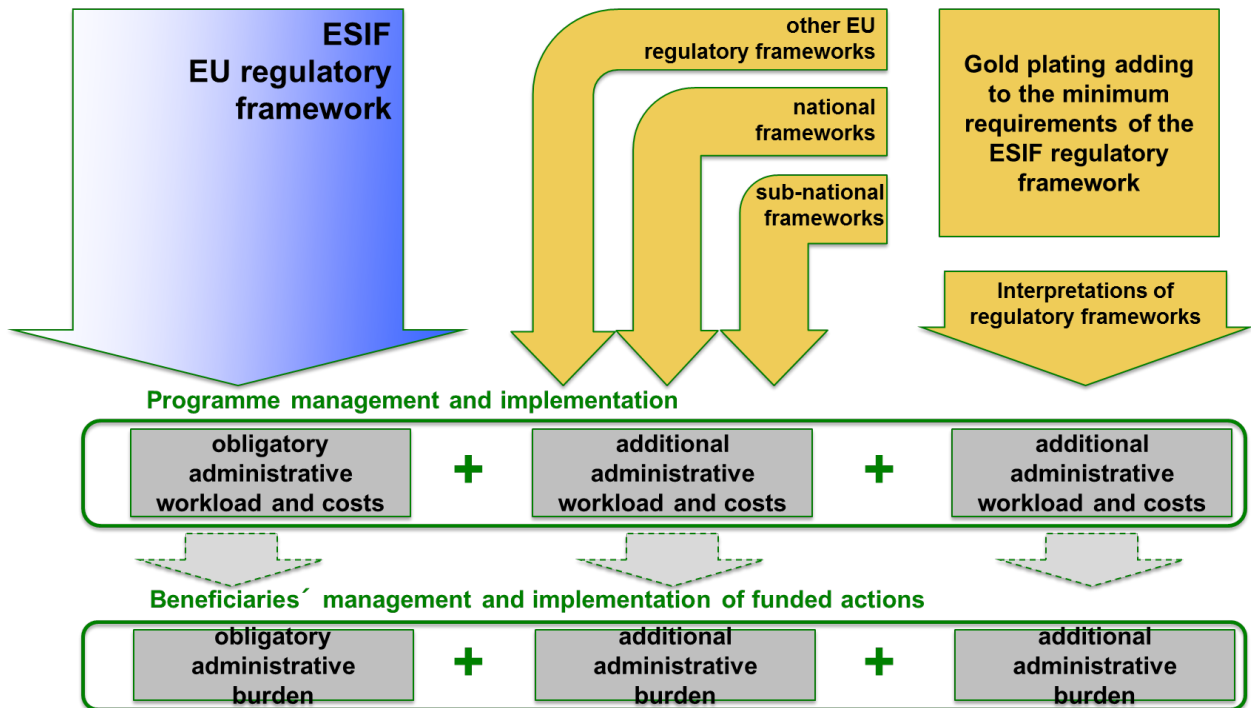 ESIF
EU regulatory
framework
other EU
regulatory frameworks
national
frameworks
sub-national
frameworks
Gold plating adding
to the minimum
requirements of the
ESIF regulatory
framework
Interpretations of
regulatory frameworks
Programme management and implementation
obligatory
administrative
workload and costs
+
additional
administrative
workload and costs
+
additional
administrative
workload and costs
Beneficiaries´ management and implementation of funded actions
obligatory
administrative
burden
+
additional
administrative
burden
+
additional
administrative
burden